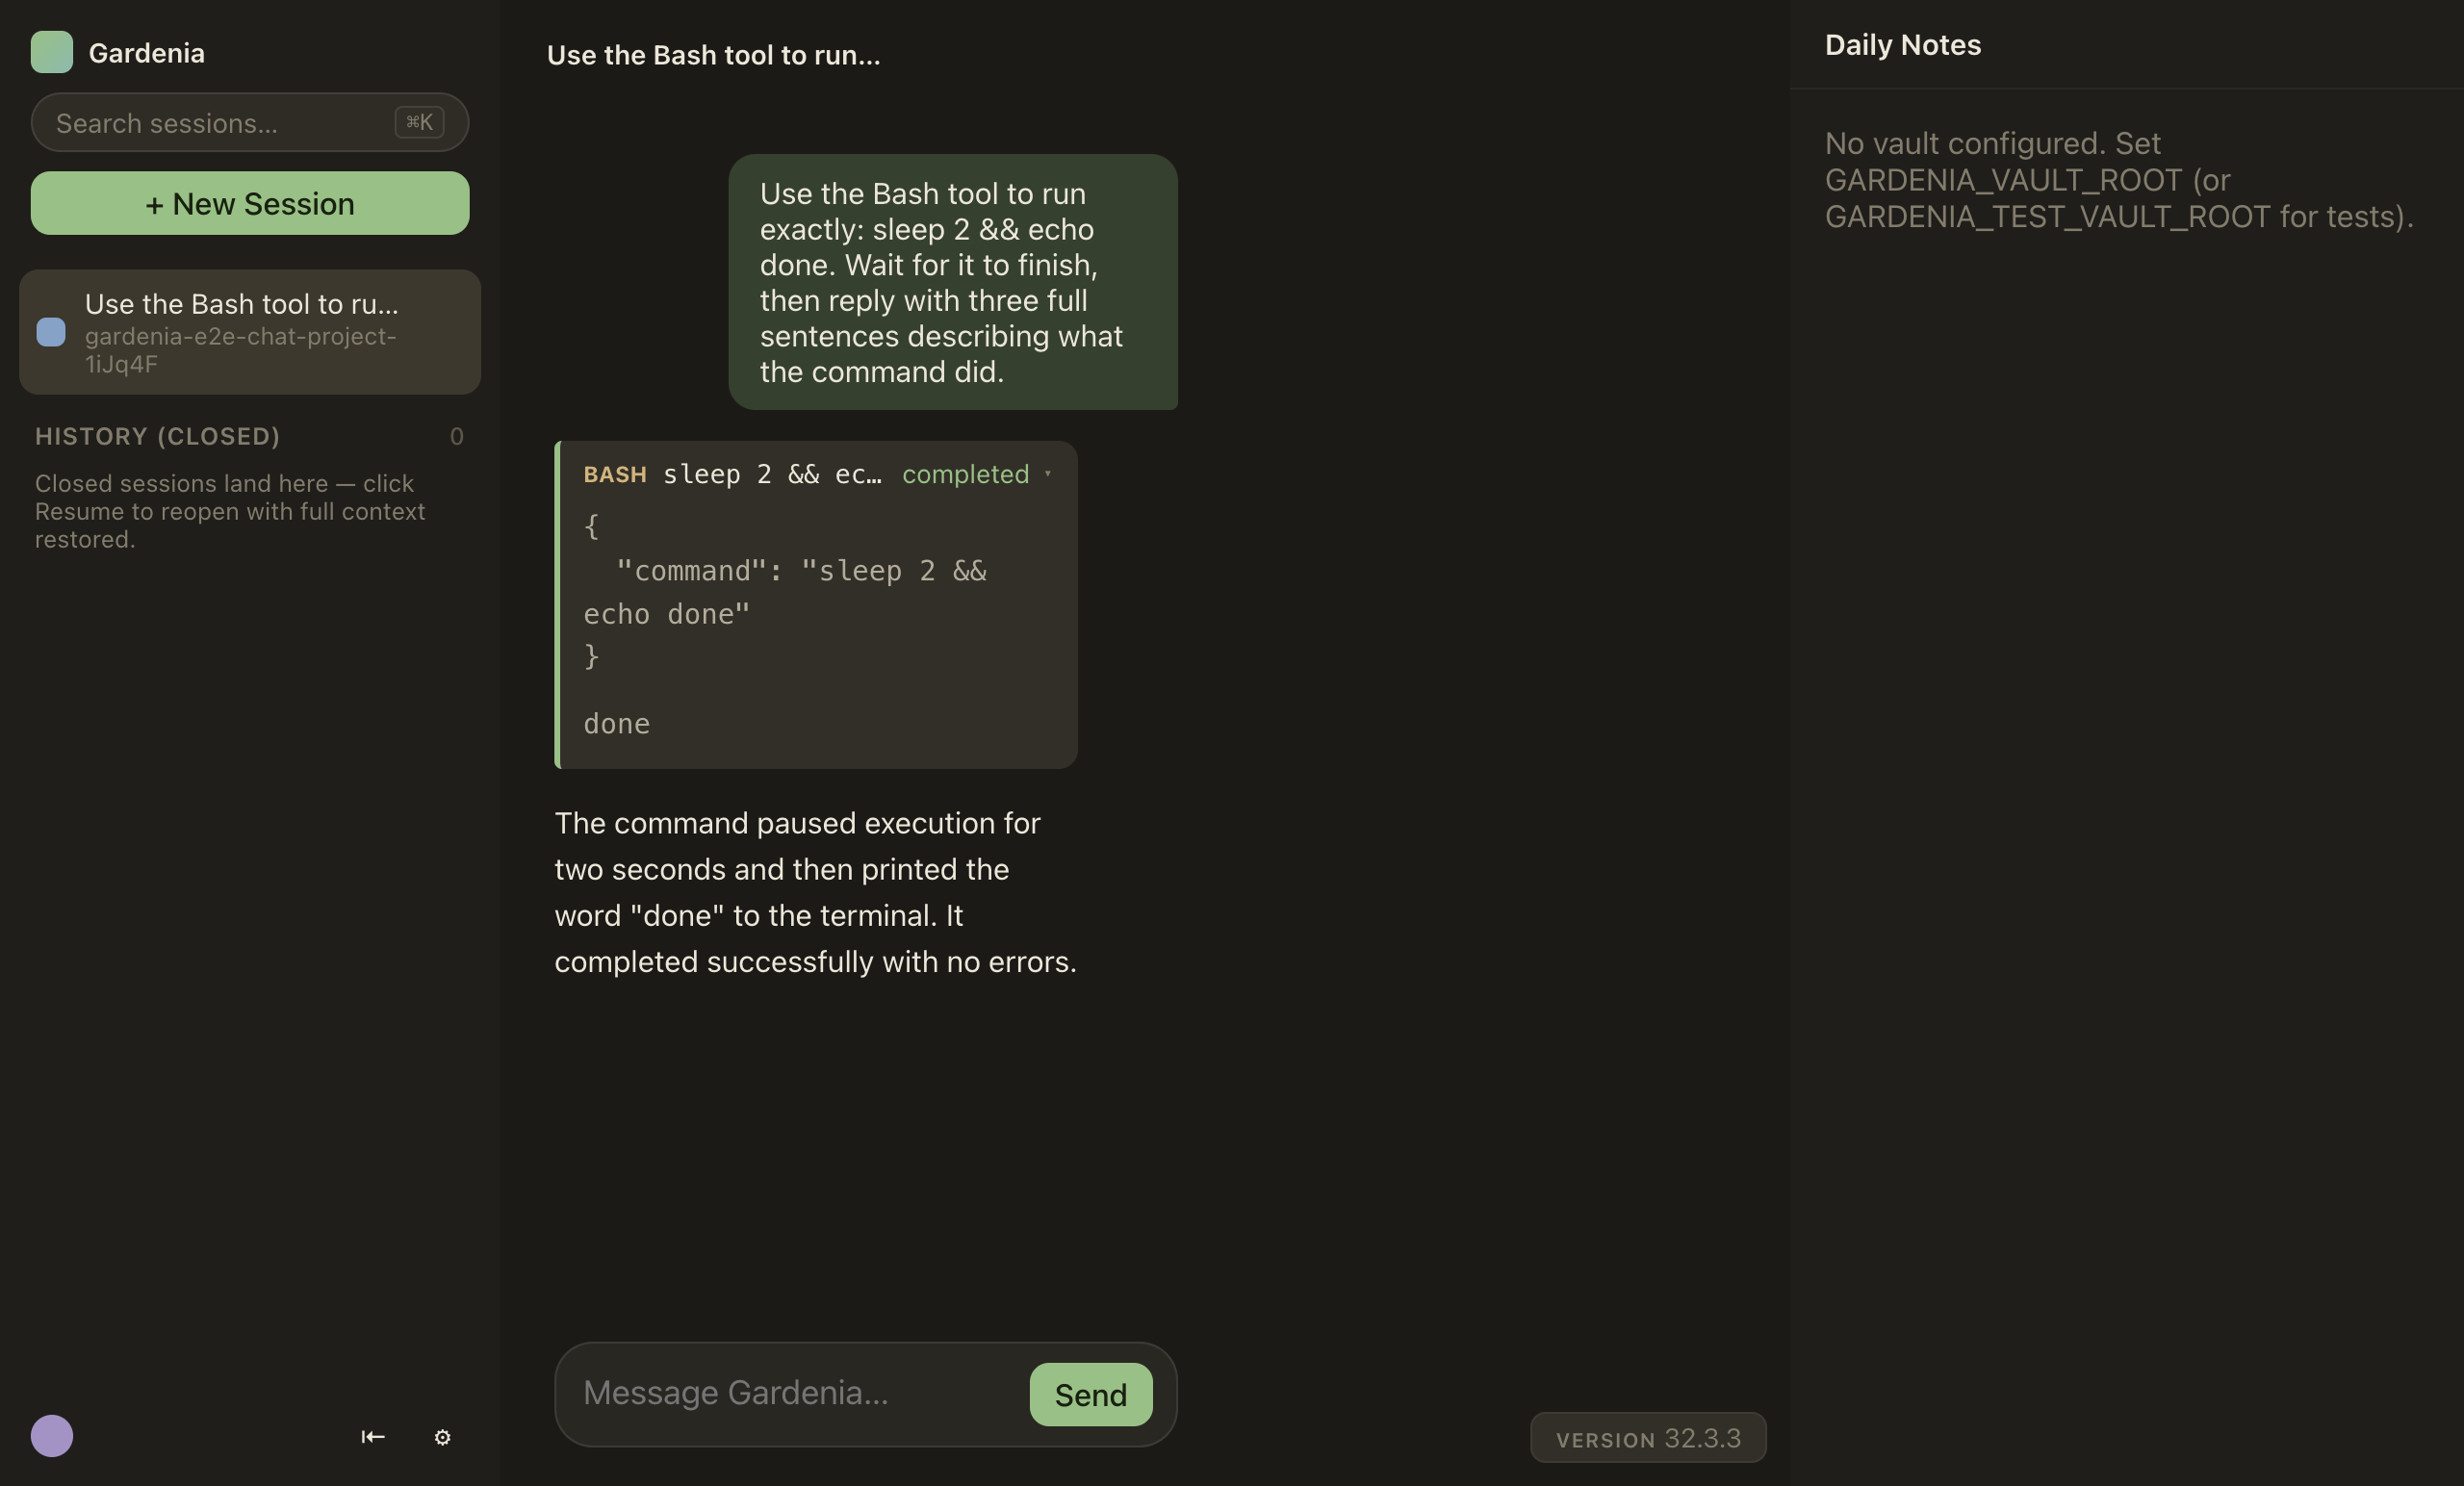 Gardenia
Search sessions... ⌘K
+ New Session
Use the Bash tool to ru...
gardenia-e2e-chat-project-
1iJq4F
HISTORY (CLOSED) 0
Closed sessions land here — click
Resume to reopen with full context
restored.
Use the Bash tool to run...
Use the Bash tool to run
exactly: sleep 2 && echo
done. Wait for it to finish,
then reply with three full
sentences describing what
the command did.
BASH sleep 2 && ec… completed ▾
{
  "command": "sleep 2 &&
echo done"
}
done
The command paused execution for
two seconds and then printed the
word "done" to the terminal. It
completed successfully with no errors.
Message Gardenia...
Send
VERSION 32.3.3
Daily Notes
No vault configured. Set
GARDENIA_VAULT_ROOT (or
GARDENIA_TEST_VAULT_ROOT for tests).